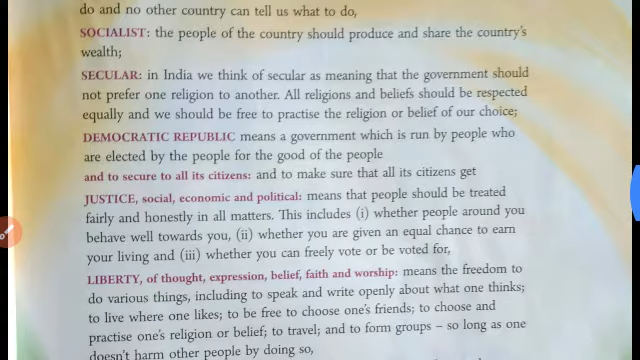 do and no other country can tell us what to do,
SOCIALIST: the people of the country should produce and share the country's
wealth;
SECULAR: in India we think of secular as meaning that the government should
not prefer one religion to another. All religions and beliefs should be respected
equally and we should be free to practise the religion or belief of our choice;
DEMOCRATIC REPUBLIC means a government which is run by people who
are elected by the people for the good of the people
and to secure to all its citizens: and to make sure that all its citizens get
JUSTICE, social, economic and political: means that people should be treated
fairly and honestly in all matters. This includes (i) whether people around you
behave well towards you, (ii) whether you are given an equal chance to earn
your living and (iii) whether you can freely vote or be voted for,
LIBERTY, of thought, expression, belief, faith and worship: means the freedom to
do various things, including to speak and write openly about what one thinks;
to live where one likes; to be free to choose one's friends; to choose and
practise one's religion or belief; to travel; and to form groups – so long as one
doesn't harm other people by doing so,